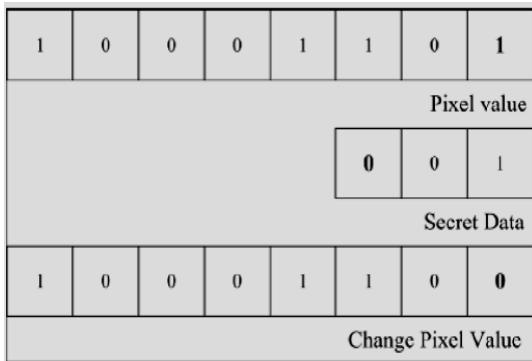 1 0 0 0 1 1 0 1
Pixel value
0 0 1
Secret Data
1 0 0 0 1 1 0 0
Change Pixel Value